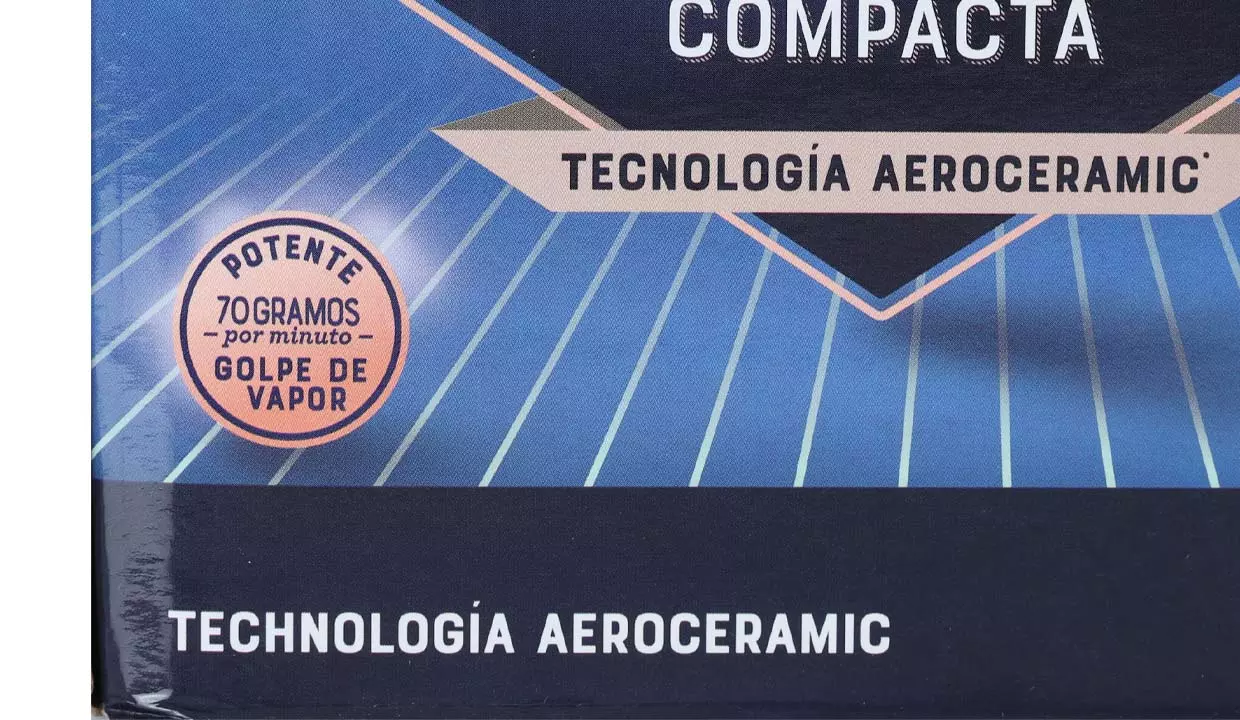 COMPACTA
TECNOLOGÍA AEROCERAMIC*
POTENTE
70 GRAMOS
– por minuto –
GOLPE DE
VAPOR
TECHNOLOGÍA AEROCERAMIC